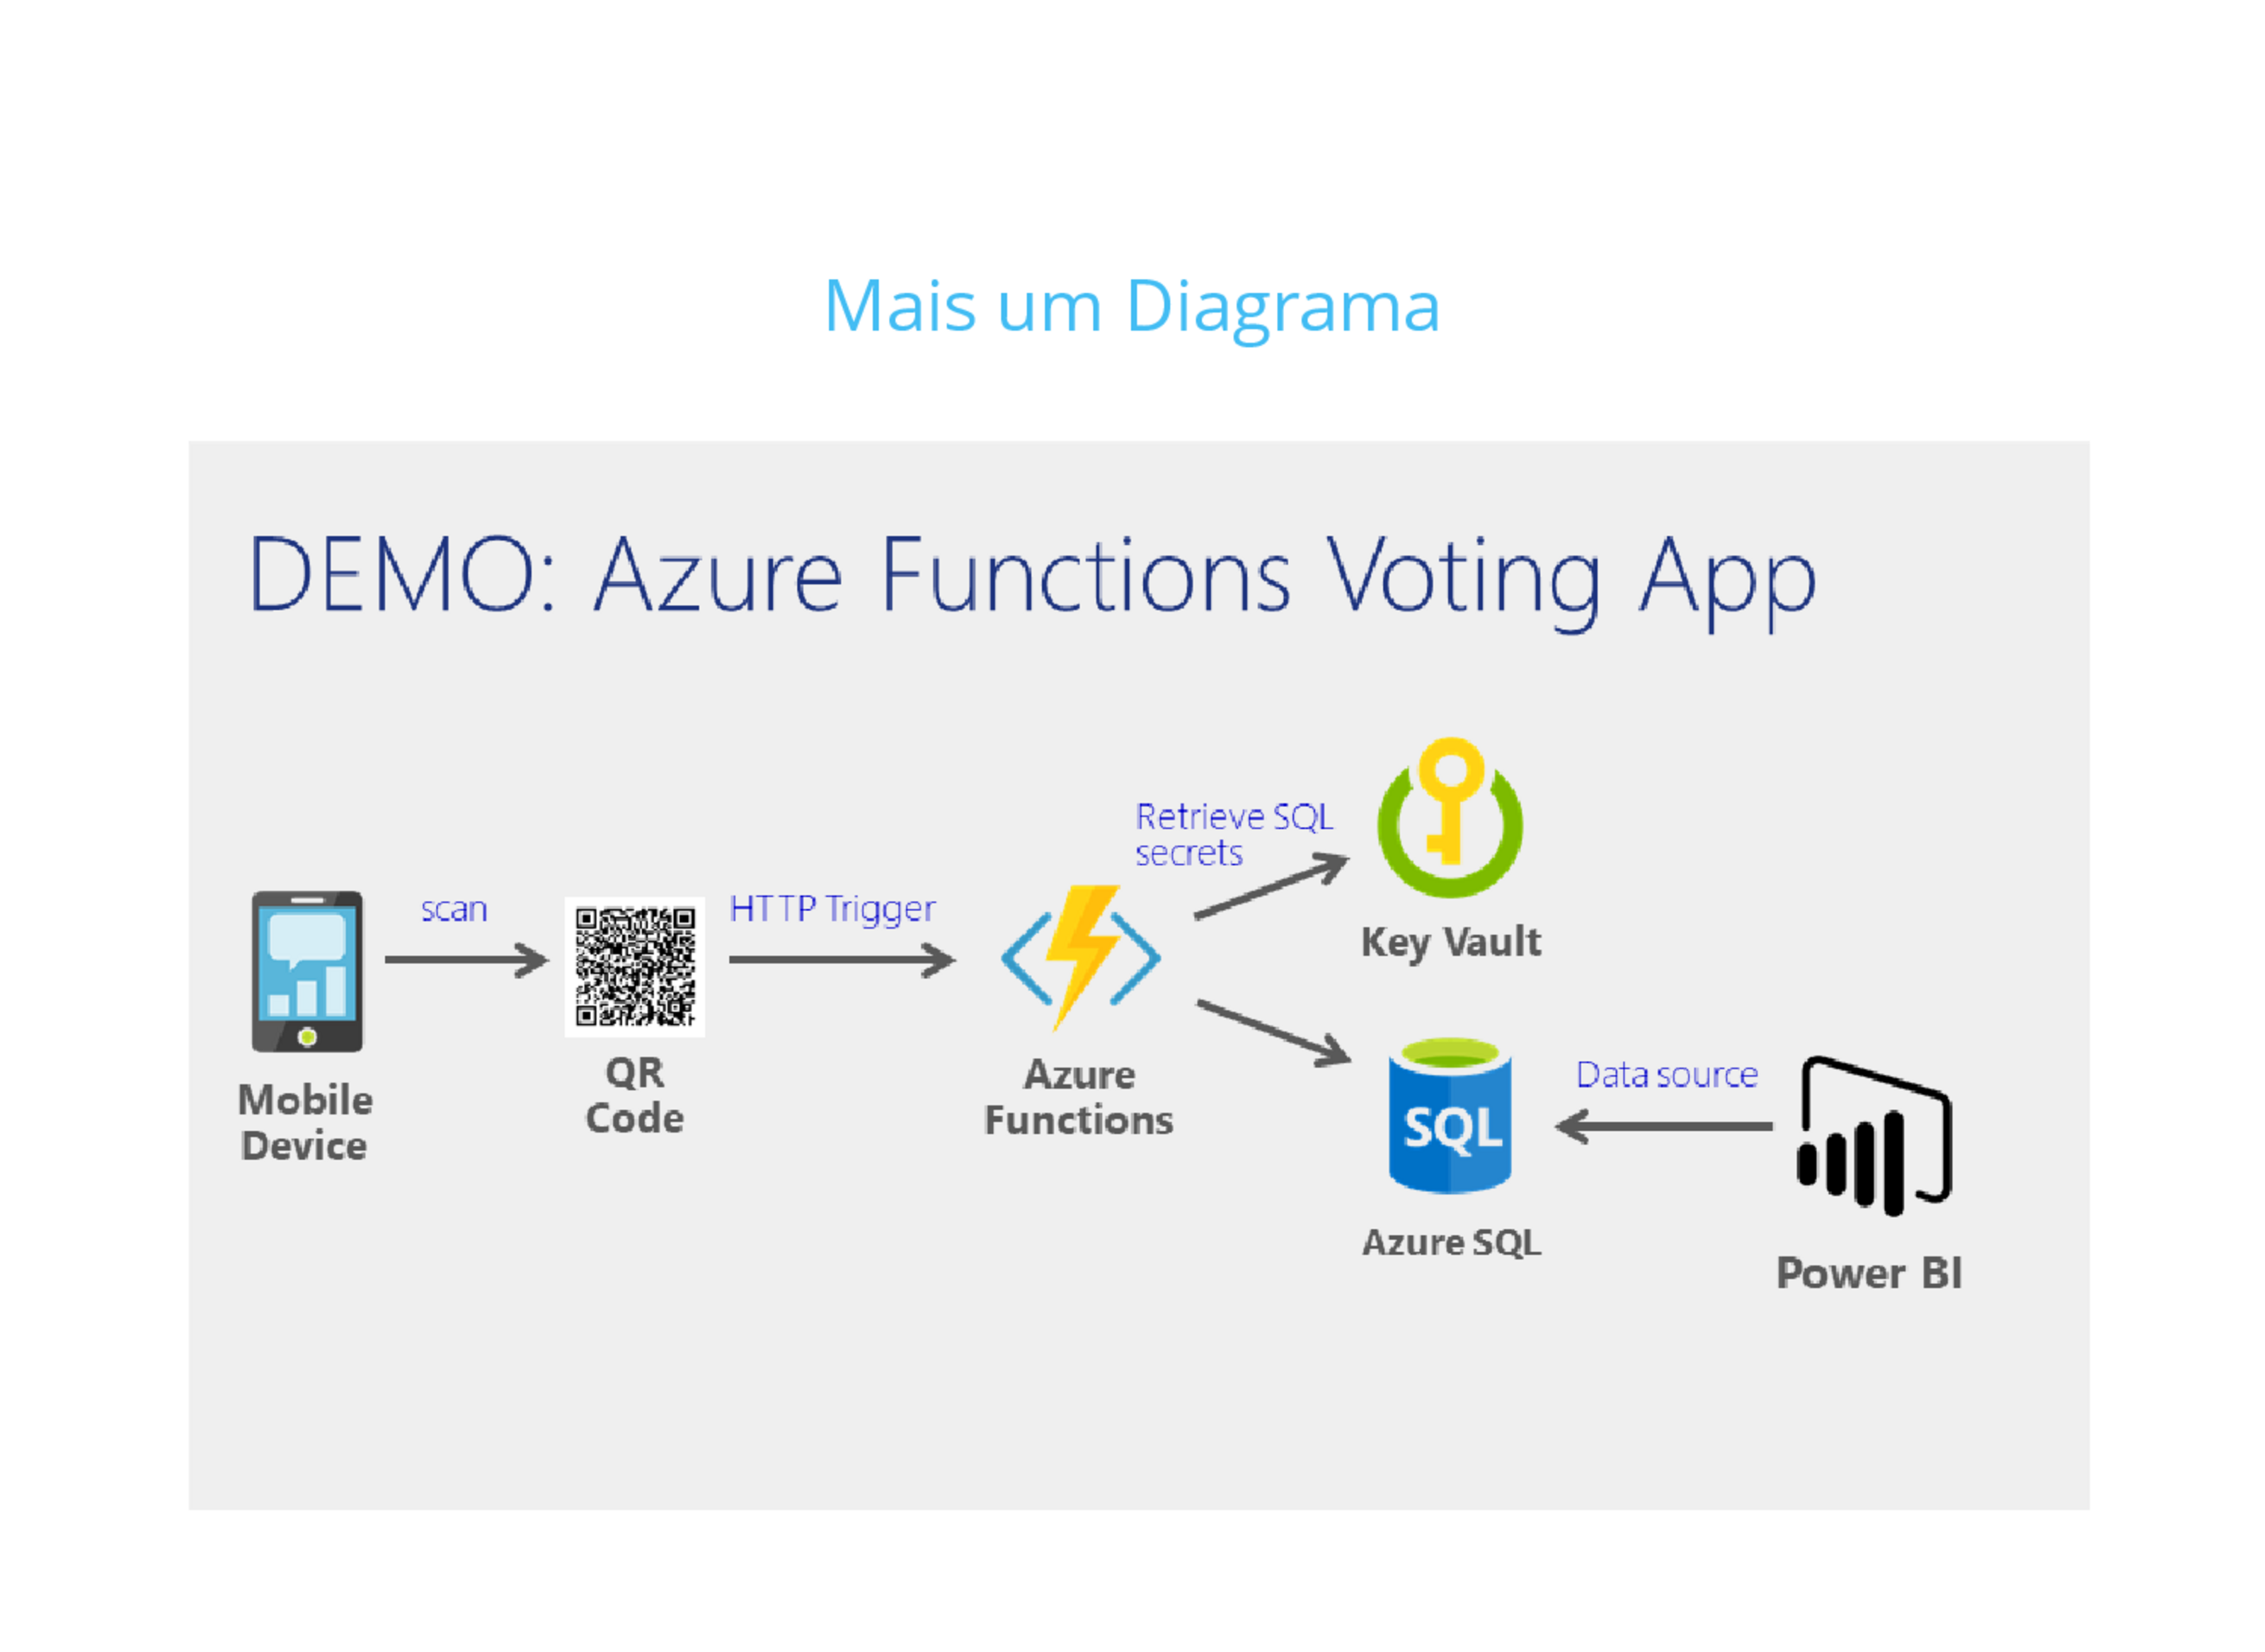 Mais um Diagrama
DEMO: Azure Functions Voting App
Retrieve SQL
secrets
scan
HTTP Trigger
Key Vault
Mobile
Device
QR
Code
Azure
Functions
SQL
Data source
Azure SQL
Power BI